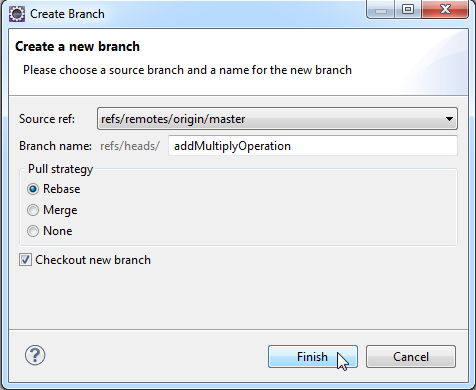 Create Branch
Create a new branch
Please choose a source branch and a name for the new branch
Source ref: refs/remotes/origin/master
Branch name: refs/heads/ addMultiplyOperation
Pull strategy
Rebase
Merge
None
Checkout new branch
? Finish Cancel